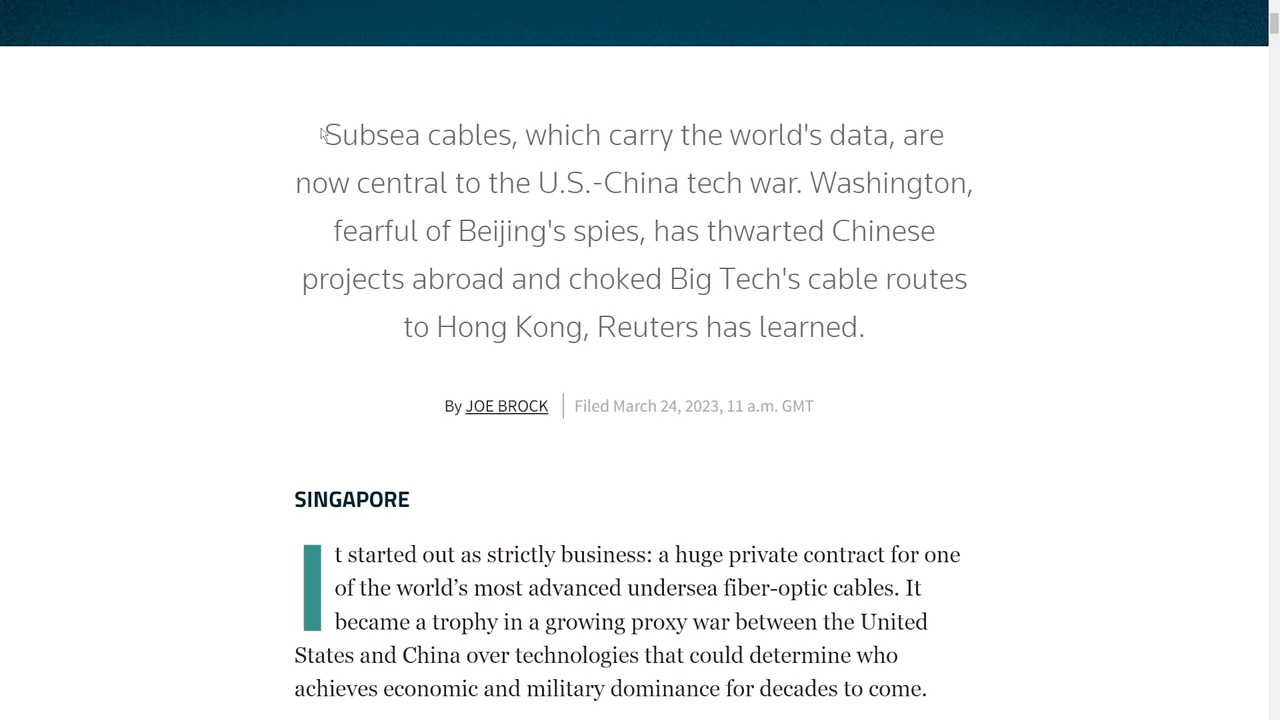 Subsea cables, which carry the world's data, are
now central to the U.S.-China tech war. Washington,
fearful of Beijing's spies, has thwarted Chinese
projects abroad and choked Big Tech's cable routes
to Hong Kong, Reuters has learned.
By JOE BROCK Filed March 24, 2023, 11 a.m. GMT
SINGAPORE
It started out as strictly business: a huge private contract for one
of the world’s most advanced undersea fiber-optic cables. It
became a trophy in a growing proxy war between the United
States and China over technologies that could determine who
achieves economic and military dominance for decades to come.